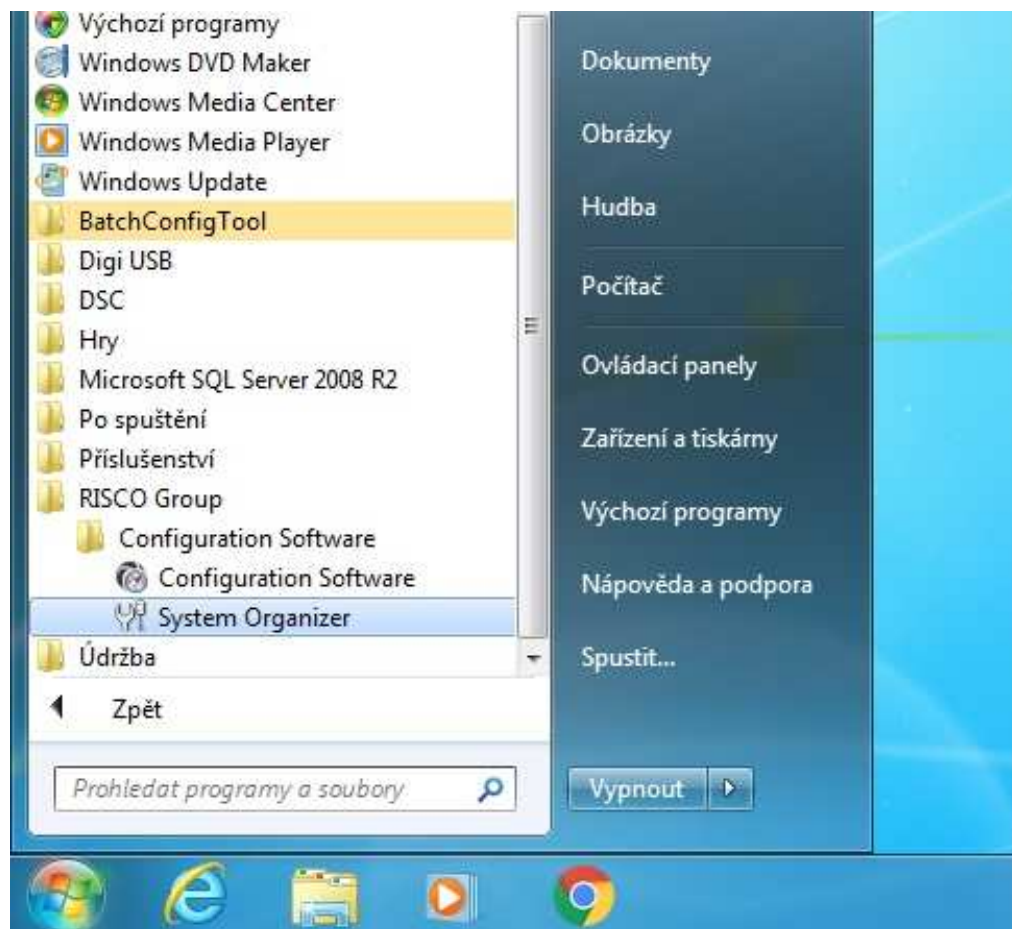 Výchozí programy
Windows DVD Maker
Windows Media Center
Windows Media Player
Windows Update
BatchConfigTool
Digi USB
DSC
Hry
Microsoft SQL Server 2008 R2
Po spuštění
Příslušenství
RISCO Group
Configuration Software
Configuration Software
System Organizer
Údržba
Zpět
Prohledat programy a soubory
Dokumenty
Obrázky
Hudba
Počítač
Ovládací panely
Zařízení a tiskárny
Výchozí programy
Nápověda a podpora
Spustit...
Vypnout